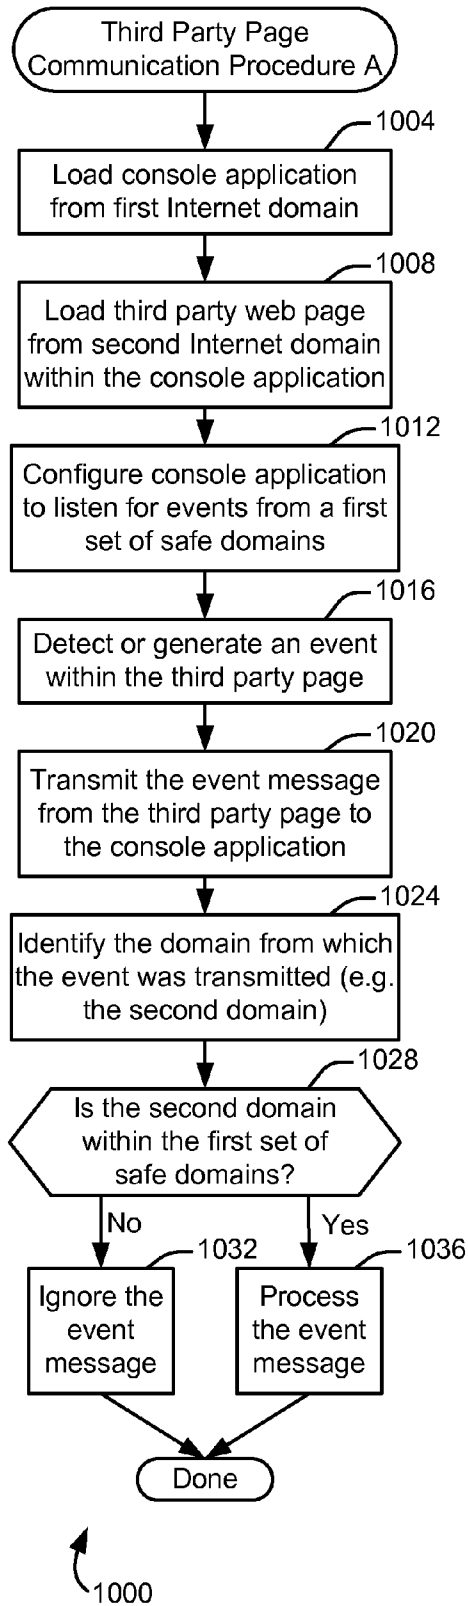 Third Party Page
Communication Procedure A
1004
Load console application
from first Internet domain
1008
Load third party web page
from second Internet domain
within the console application
1012
Configure console application
to listen for events from a first
set of safe domains
1016
Detect or generate an event
within the third party page
1020
Transmit the event message
from the third party page to
the console application
1024
Identify the domain from which
the event was transmitted (e.g.
the second domain)
1028
Is the second domain
within the first set of
safe domains?
No
Yes
1032
Ignore the
event
message
1036
Process
the event
message
Done
1000